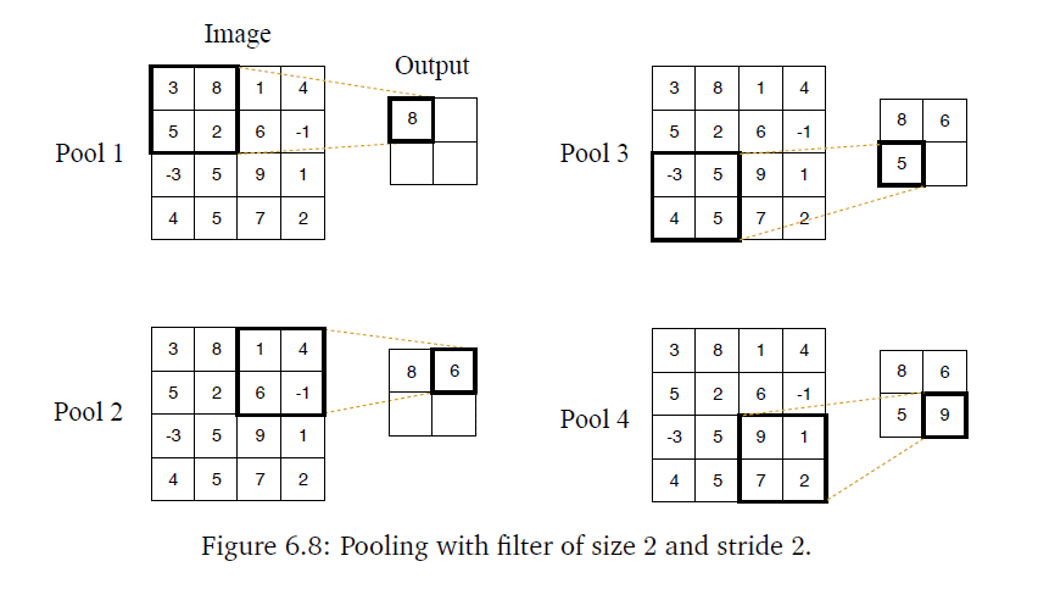 Image
Output
Pool 1
3 8 1 4
5 2 6 -1
-3 5 9 1
4 5 7 2
8
Pool 3
3 8 1 4
5 2 6 -1
-3 5 9 1
4 5 7 2
8 6
5
Pool 2
3 8 1 4
5 2 6 -1
-3 5 9 1
4 5 7 2
8 6
Pool 4
3 8 1 4
5 2 6 -1
-3 5 9 1
4 5 7 2
8 6
5 9
Figure 6.8: Pooling with filter of size 2 and stride 2.